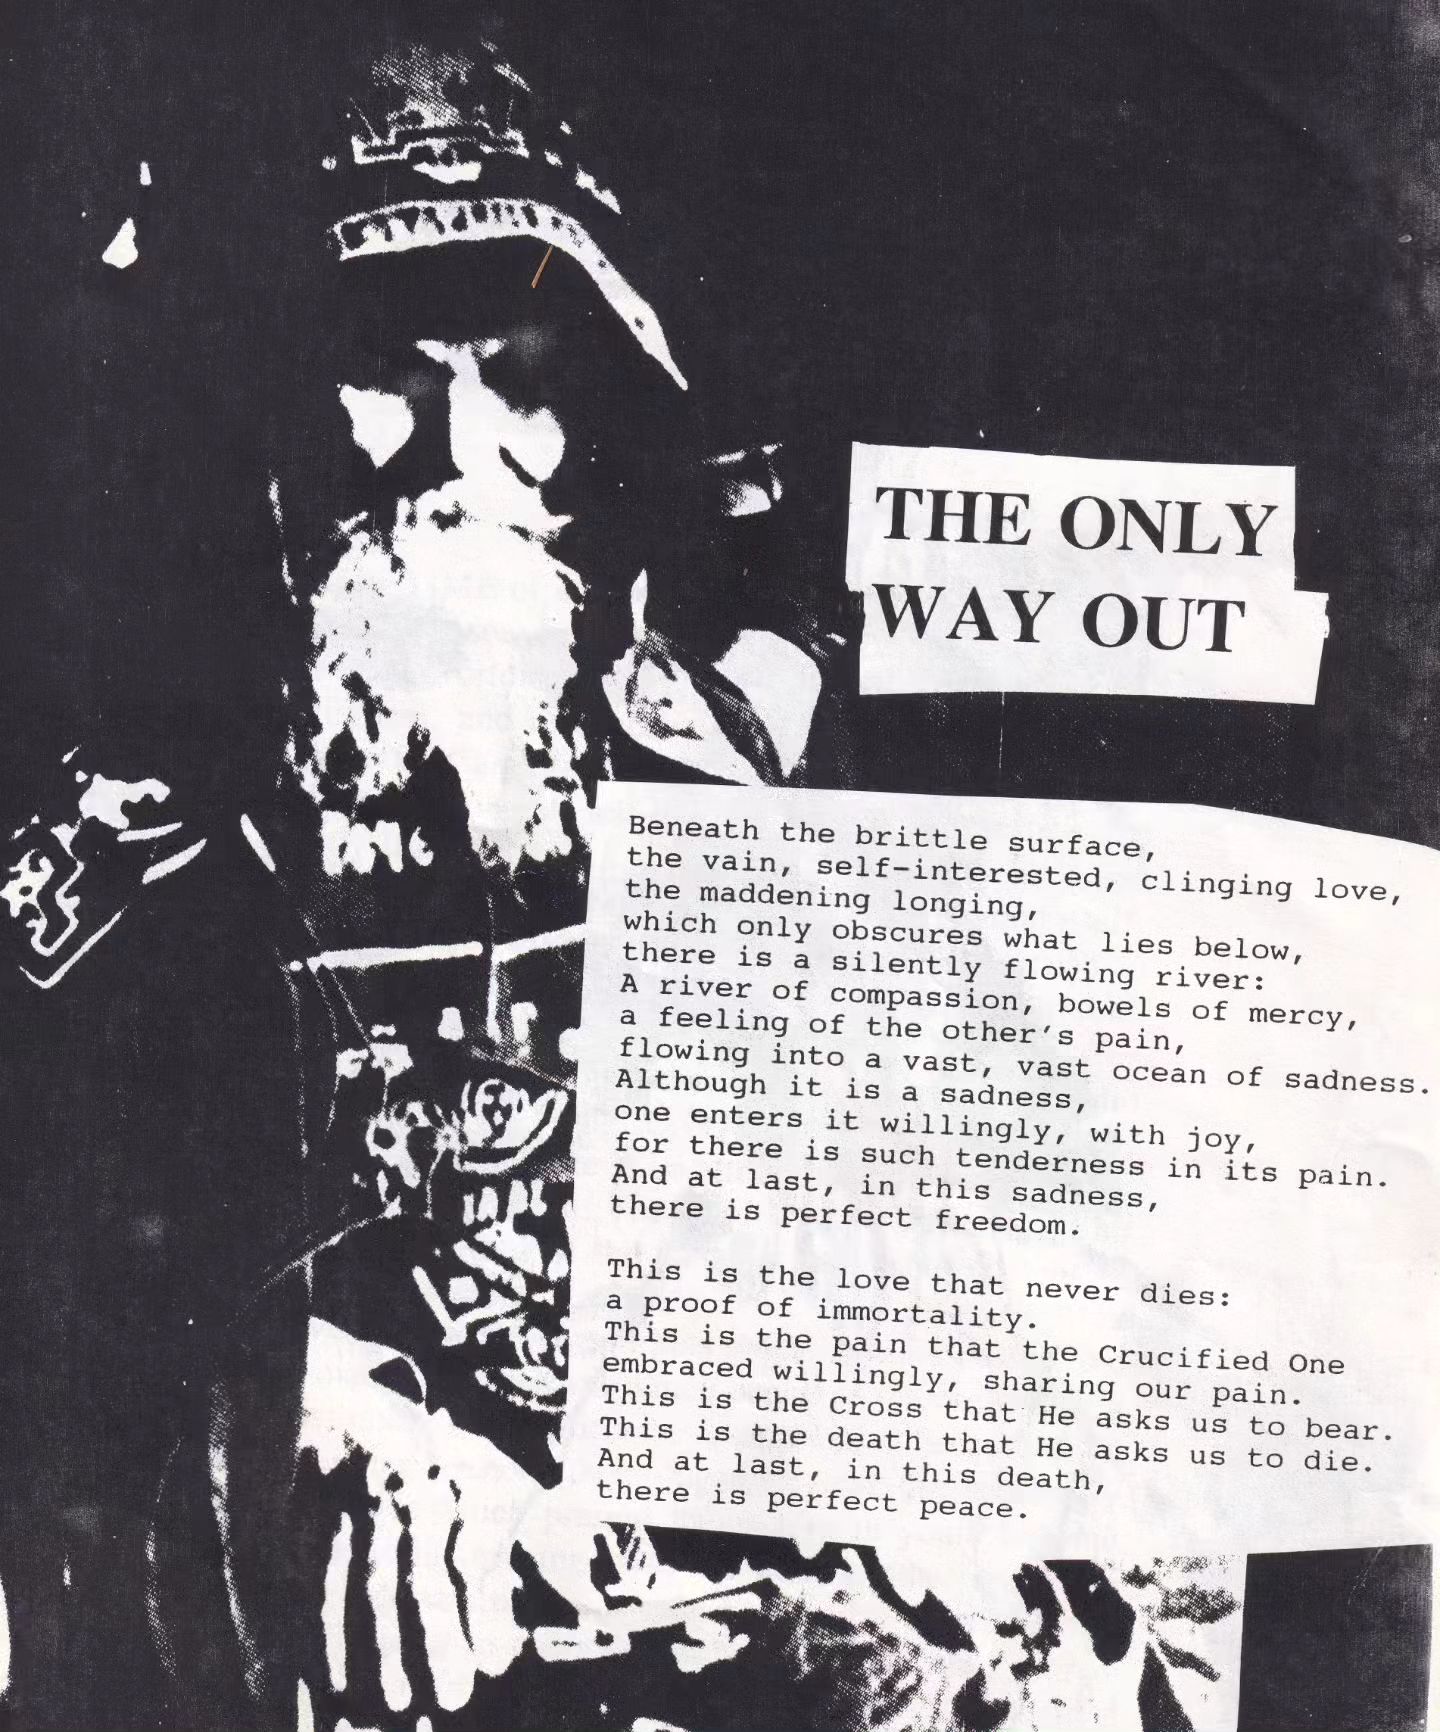 THE ONLY
WAY OUT
Beneath the brittle surface,
the vain, self-interested, clinging love,
the maddening longing,
which only obscures what lies below,
there is a silently flowing river:
A river of compassion, bowels of mercy,
a feeling of the other's pain,
flowing into a vast, vast ocean of sadness.
Although it is a sadness,
one enters it willingly, with joy,
for there is such tenderness in its pain.
And at last, in this sadness,
there is perfect freedom.
This is the love that never dies:
a proof of immortality.
This is the pain that the Crucified One
embraced willingly, sharing our pain.
This is the Cross that He asks us to bear.
This is the death that He asks us to die.
And at last, in this death,
there is perfect peace.